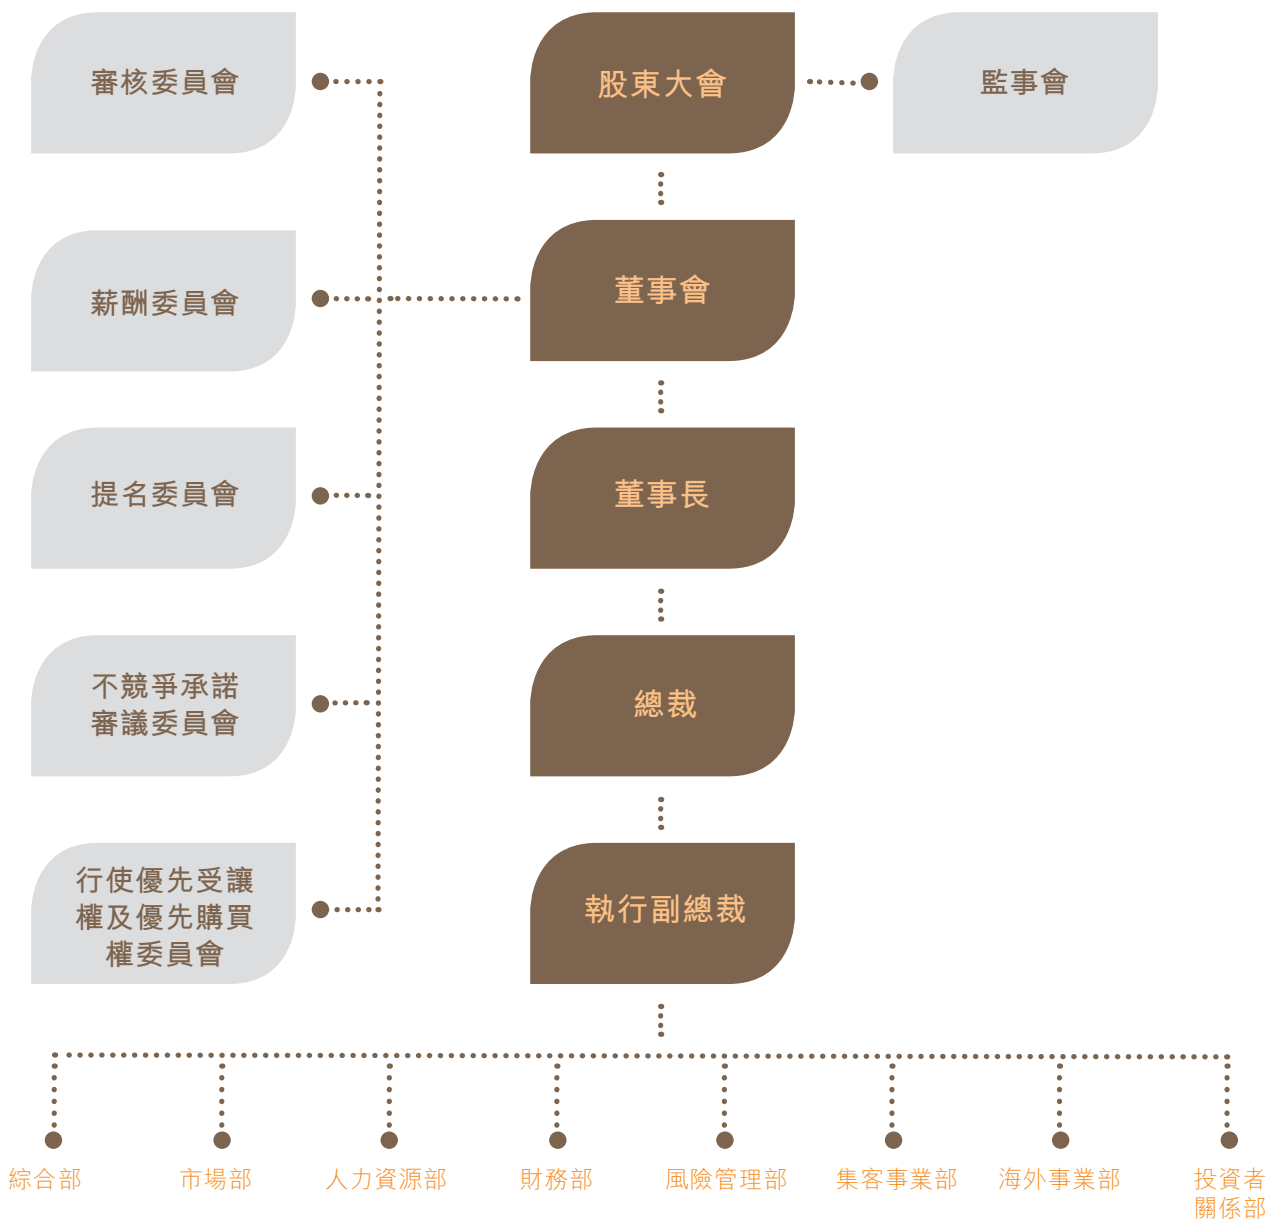 審核委員會
股東大會
監事會
薪酬委員會
董事會
提名委員會
董事長
不競爭承諾
審議委員會
總裁
行使優先受讓
權及優先購買
權委員會
執行副總裁
綜合部
市場部
人力資源部
財務部
風險管理部
集客事業部
海外事業部
投資者
關係部